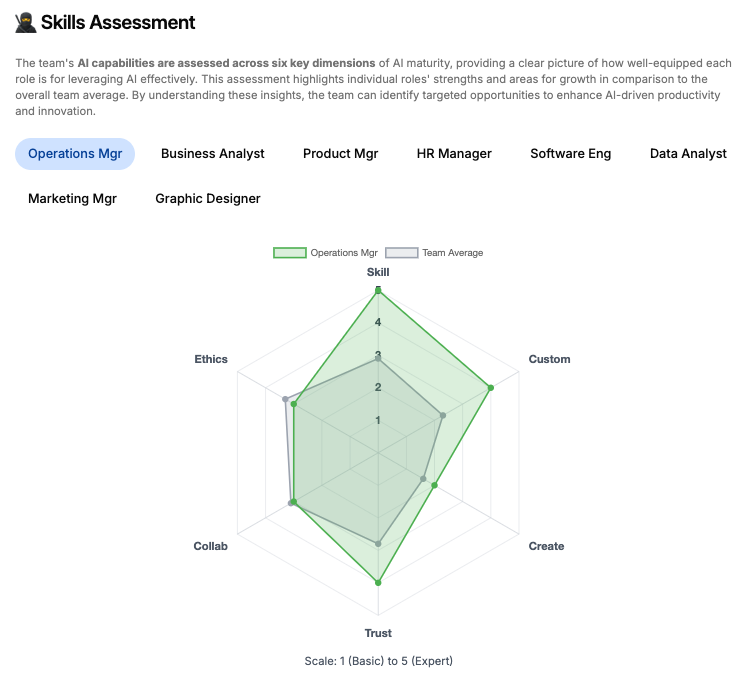 Skills Assessment
The team's AI capabilities are assessed across six key dimensions of AI maturity, providing a clear picture of how well-equipped each
role is for leveraging AI effectively. This assessment highlights individual roles' strengths and areas for growth in comparison to the
overall team average. By understanding these insights, the team can identify targeted opportunities to enhance AI-driven productivity
and innovation.
Operations Mgr Business Analyst Product Mgr HR Manager Software Eng Data Analyst
Marketing Mgr Graphic Designer
Operations Mgr Team Average
Skill
4
3
Ethics Custom
2
1
Collab Create
Trust
Scale: 1 (Basic) to 5 (Expert)